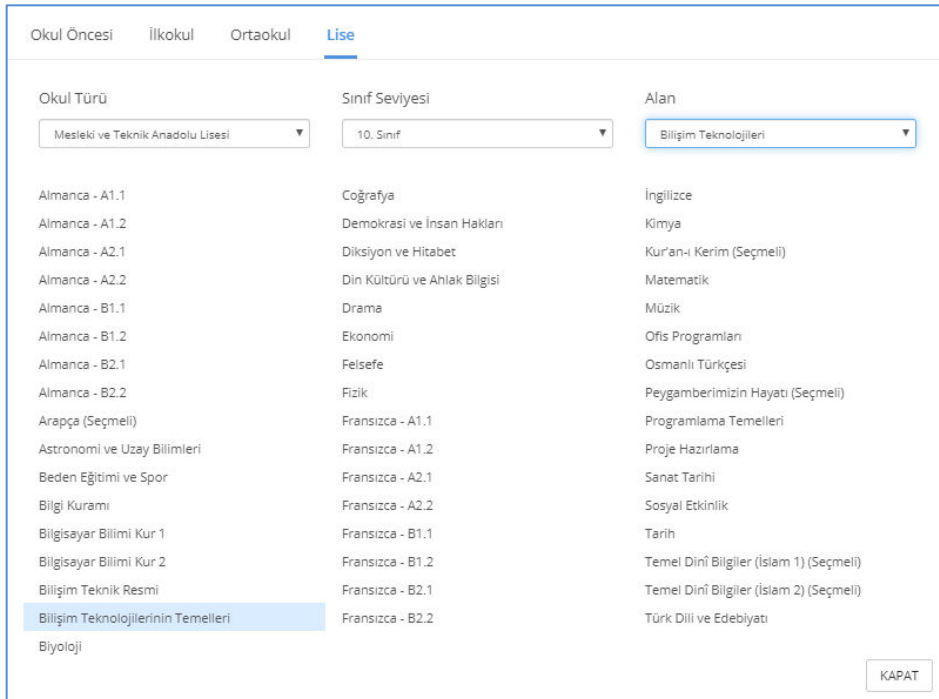 Okul Öncesi İlkokul Ortaokul Lise
Okul Türü Sınıf Seviyesi Alan
Mesleki ve Teknik Anadolu Lisesi 10. Sınıf Bilişim Teknolojileri
Almanca - A1.1
Almanca - A1.2
Almanca - A2.1
Almanca - A2.2
Almanca - B1.1
Almanca - B1.2
Almanca - B2.1
Almanca - B2.2
Arapça (Seçmeli)
Astronomi ve Uzay Bilimleri
Beden Eğitimi ve Spor
Bilgi Kuramı
Bilgisayar Bilimi Kur 1
Bilgisayar Bilimi Kur 2
Bilişim Teknik Resmi
Bilişim Teknolojilerinin Temelleri
Biyoloji
Coğrafya
Demokrasi ve İnsan Hakları
Diksiyon ve Hitabet
Din Kültürü ve Ahlak Bilgisi
Drama
Ekonomi
Felsefe
Fizik
Fransızca - A1.1
Fransızca - A1.2
Fransızca - A2.1
Fransızca - A2.2
Fransızca - B1.1
Fransızca - B1.2
Fransızca - B2.1
Fransızca - B2.2
İngilizce
Kimya
Kur'an-ı Kerim (Seçmeli)
Matematik
Müzik
Ofis Programları
Osmanlı Türkçesi
Peygamberimizin Hayatı (Seçmeli)
Programlama Temelleri
Proje Hazırlama
Sanat Tarihi
Sosyal Etkinlik
Tarih
Temel Dinî Bilgiler (İslam 1) (Seçmeli)
Temel Dinî Bilgiler (İslam 2) (Seçmeli)
Türk Dili ve Edebiyatı
KAPAT